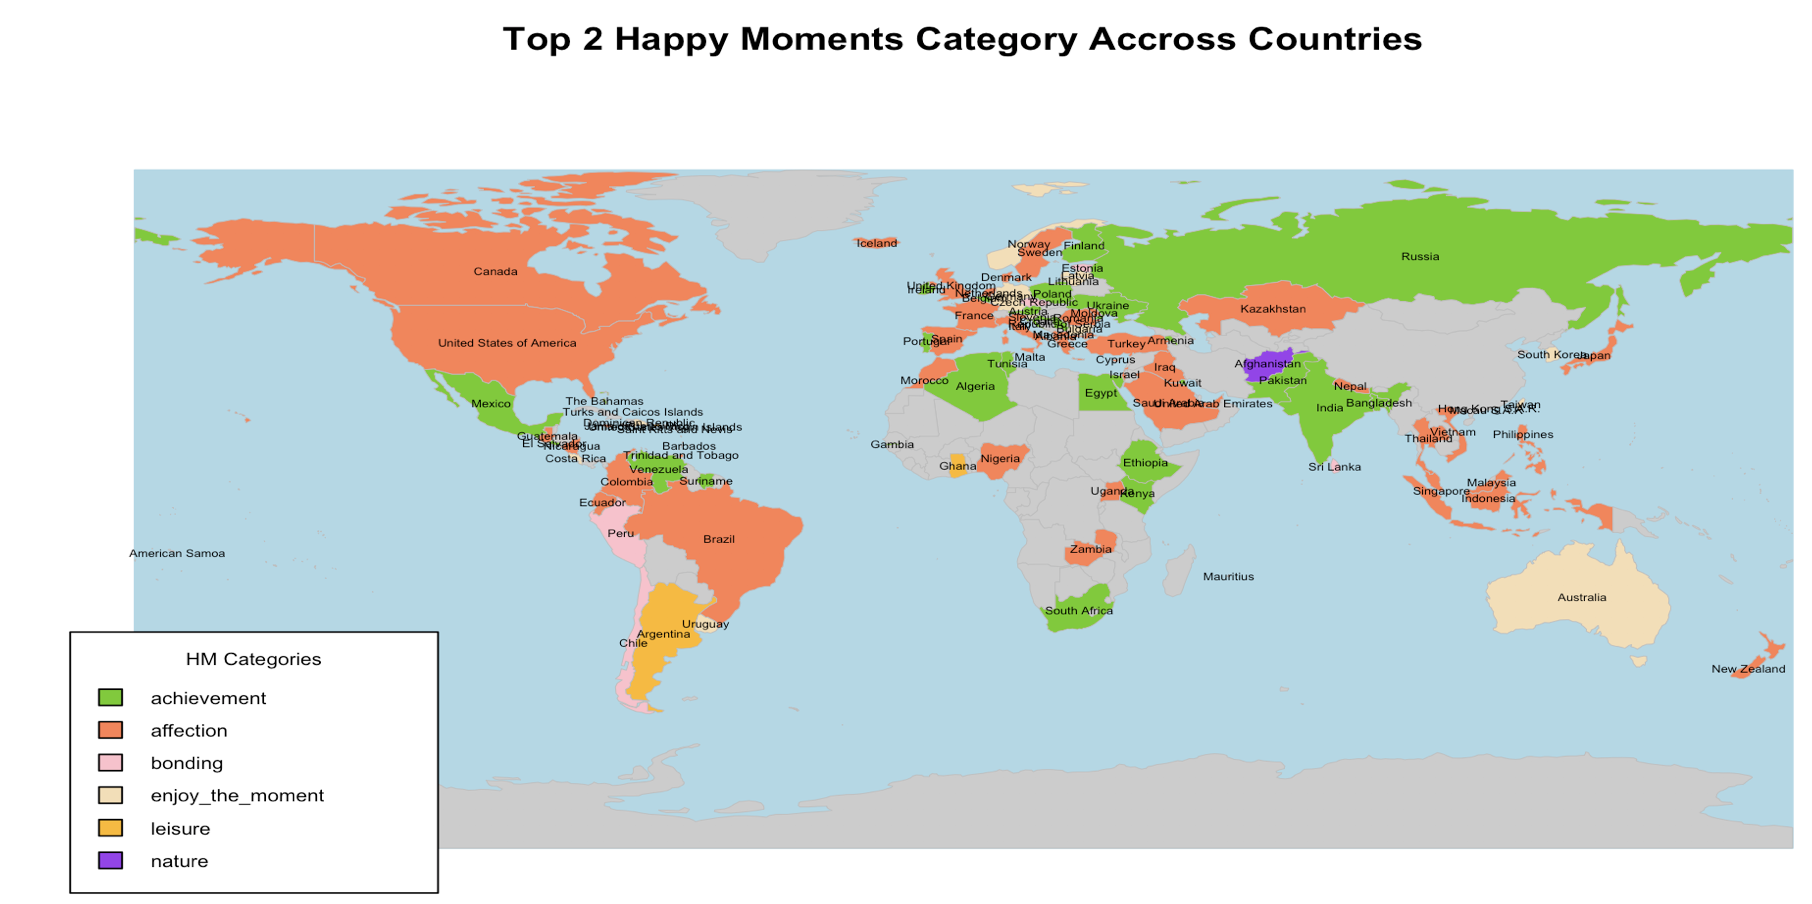 Top 2 Happy Moments Category Accross Countries
Canada
Iceland
Norway
Sweden
Finland
Russia
Estonia
Latvia
Lithuania
Denmark
United Kingdom
Ireland
Netherlands
Belgium
Germany
Poland
Czech Republic
Ukraine
Austria
Moldova
France
Slovenia
Romania
Republic of Serbia
Italy
Bulgaria
Macedonia
Albania
Greece
Portugal
Spain
Turkey
Armenia
Kazakhstan
United States of America
Malta
Cyprus
Tunisia
Israel
Iraq
Kuwait
Afghanistan
Pakistan
South Korea
Japan
Morocco
Algeria
Egypt
Saudi Arabia
United Arab Emirates
Nepal
India
Bangladesh
Taiwan
Hong Kong S.A.R.
Macau S.A.R
Mexico
The Bahamas
Turks and Caicos Islands
Dominican Republic
Saint Kitts and Nevis
Guatemala
El Salvador
Nicaragua
Costa Rica
Barbados
Trinidad and Tobago
Venezuela
Colombia
Suriname
Ecuador
Peru
Brazil
Gambia
Ghana
Nigeria
Ethiopia
Uganda
Kenya
Sri Lanka
Vietnam
Thailand
Philippines
Malaysia
Singapore
Indonesia
American Samoa
Zambia
Mauritius
South Africa
Australia
Uruguay
Argentina
Chile
New Zealand
HM Categories
achievement
affection
bonding
enjoy_the_moment
leisure
nature